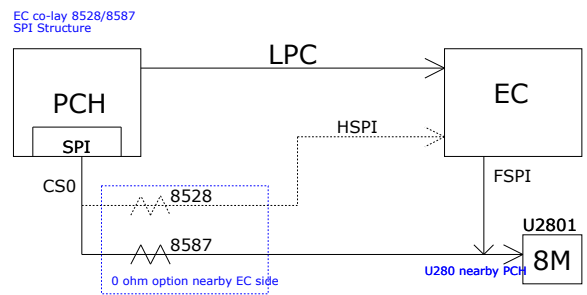 EC co-lay 8528/8587
SPI Structure
LPC
PCH
EC
SPI
HSPI
CS0
8528
FSPI
U2801
8587
8M
U280 nearby PCH
0 ohm option nearby EC side